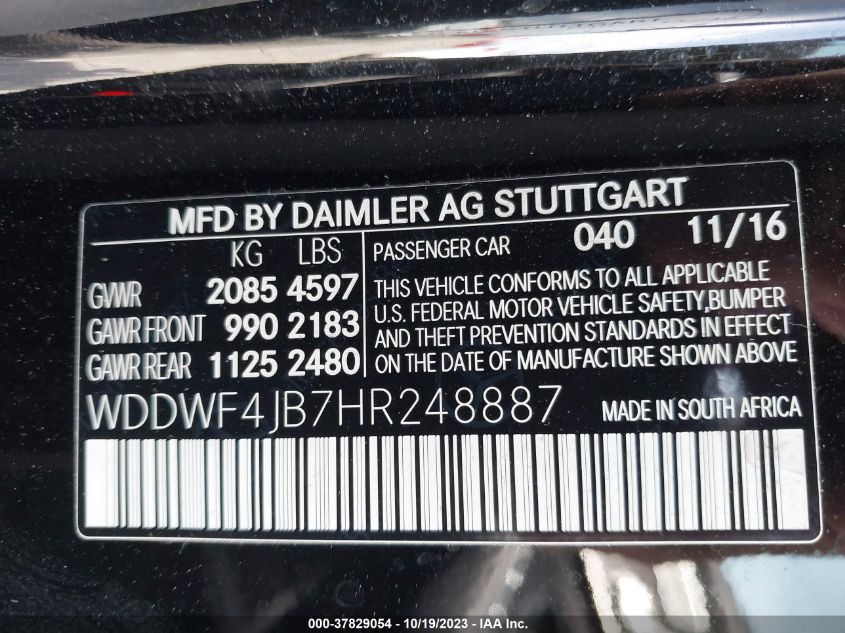 MFD BY DAIMLER AG STUTTGART
KG LBS
GVWR 2085 4597
GAWR FRONT 990 2183
GAWR REAR 1125 2480
PASSENGER CAR 040 11/16
THIS VEHICLE CONFORMS TO ALL APPLICABLE
U.S. FEDERAL MOTOR VEHICLE SAFETY,BUMPER
AND THEFT PREVENTION STANDARDS IN EFFECT
ON THE DATE OF MANUFACTURE SHOWN ABOVE
WDDWF4JB7HR248887 MADE IN SOUTH AFRICA
000-37829054 - 10/19/2023 - IAA Inc.